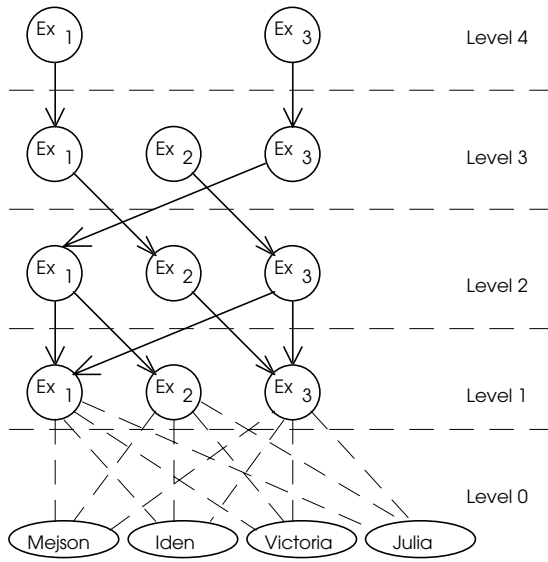 Ex 1 Ex 3 Level 4
Ex 1 Ex 2 Ex 3 Level 3
Ex 1 Ex 2 Ex 3 Level 2
Ex 1 Ex 2 Ex 3 Level 1
Level 0
Mejson Iden Victoria Julia